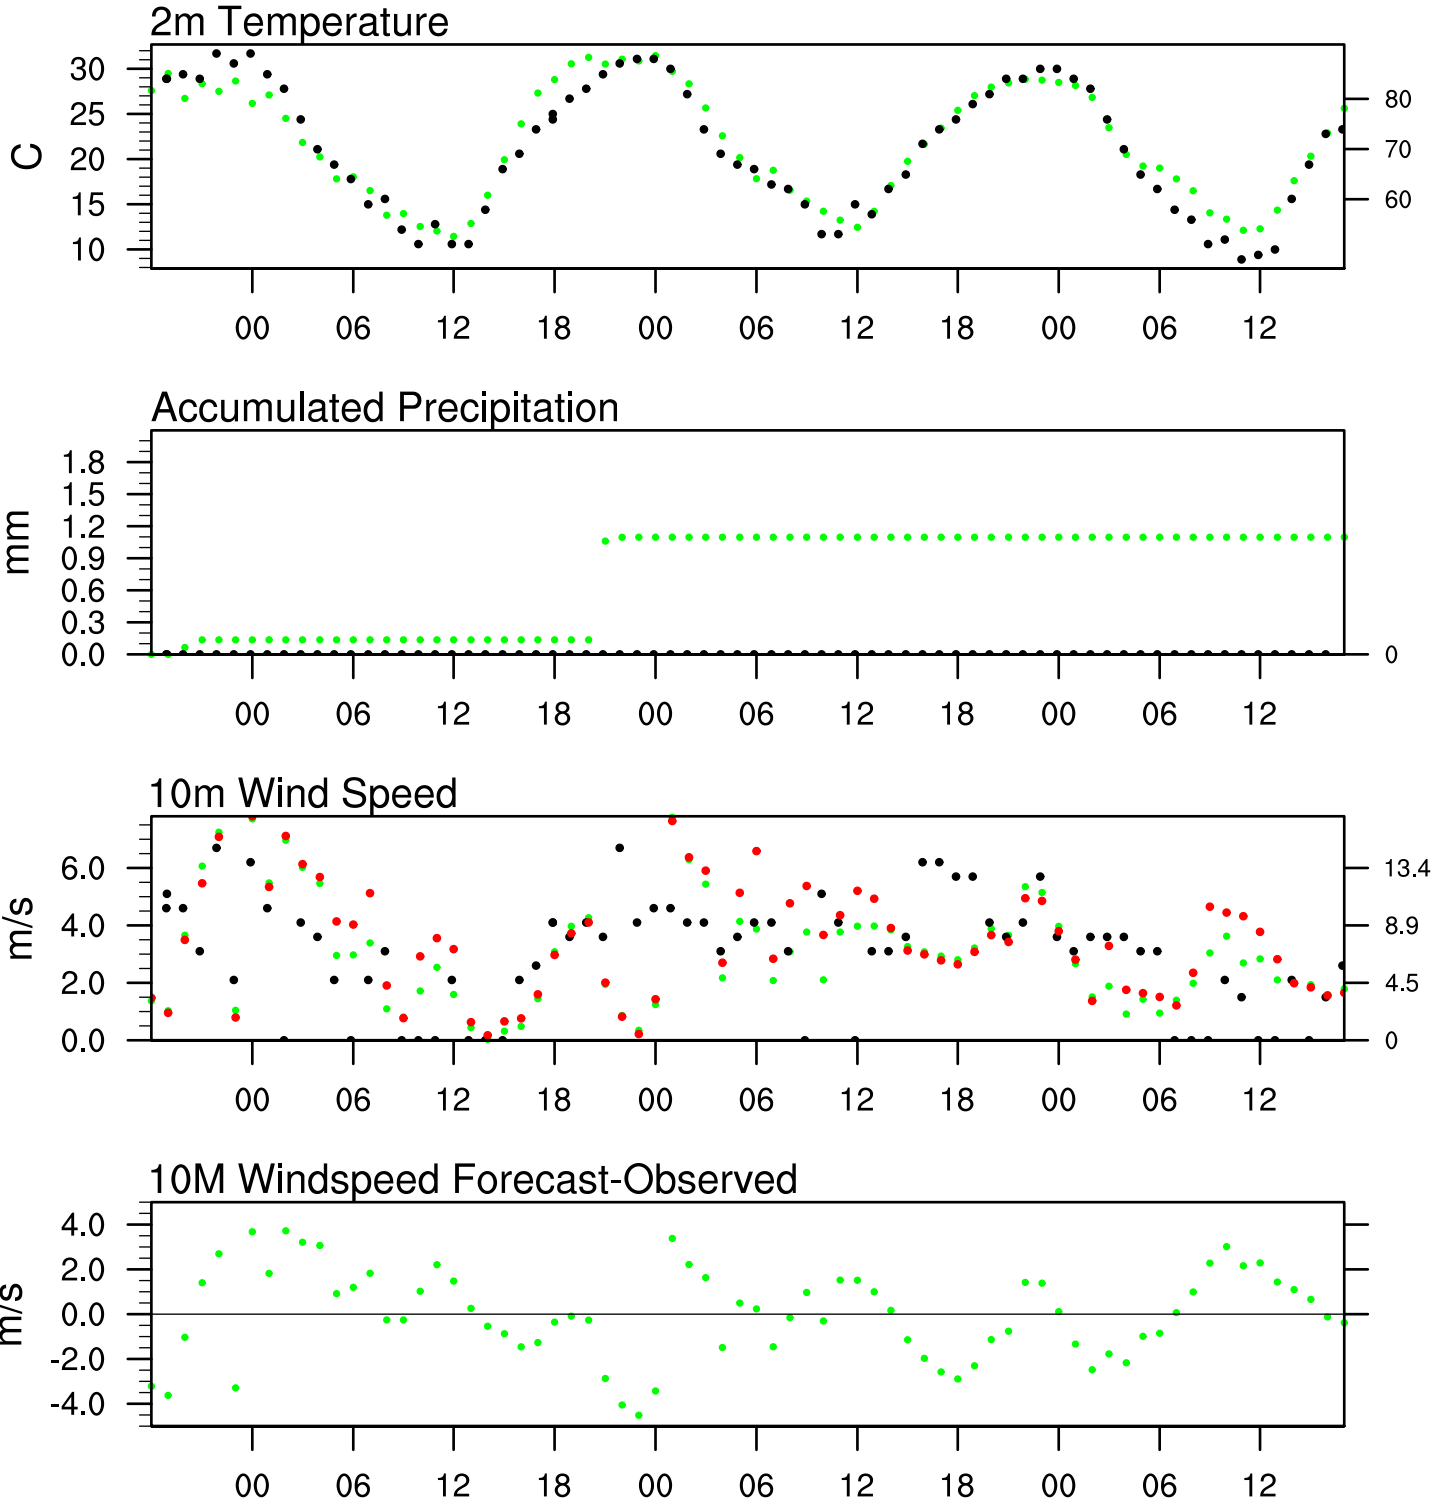 2m Temperature
C
30
25
20
15
10
80
70
60
00 06 12 18 00 06 12 18 00 06 12
Accumulated Precipitation
mm
1.8
1.5
1.2
0.9
0.6
0.3
0.0
0
00 06 12 18 00 06 12 18 00 06 12
10m Wind Speed
m/s
6.0
4.0
2.0
0.0
13.4
8.9
4.5
0
00 06 12 18 00 06 12 18 00 06 12
10M Windspeed Forecast-Observed
m/s
4.0
2.0
0.0
-2.0
-4.0
00 06 12 18 00 06 12 18 00 06 12